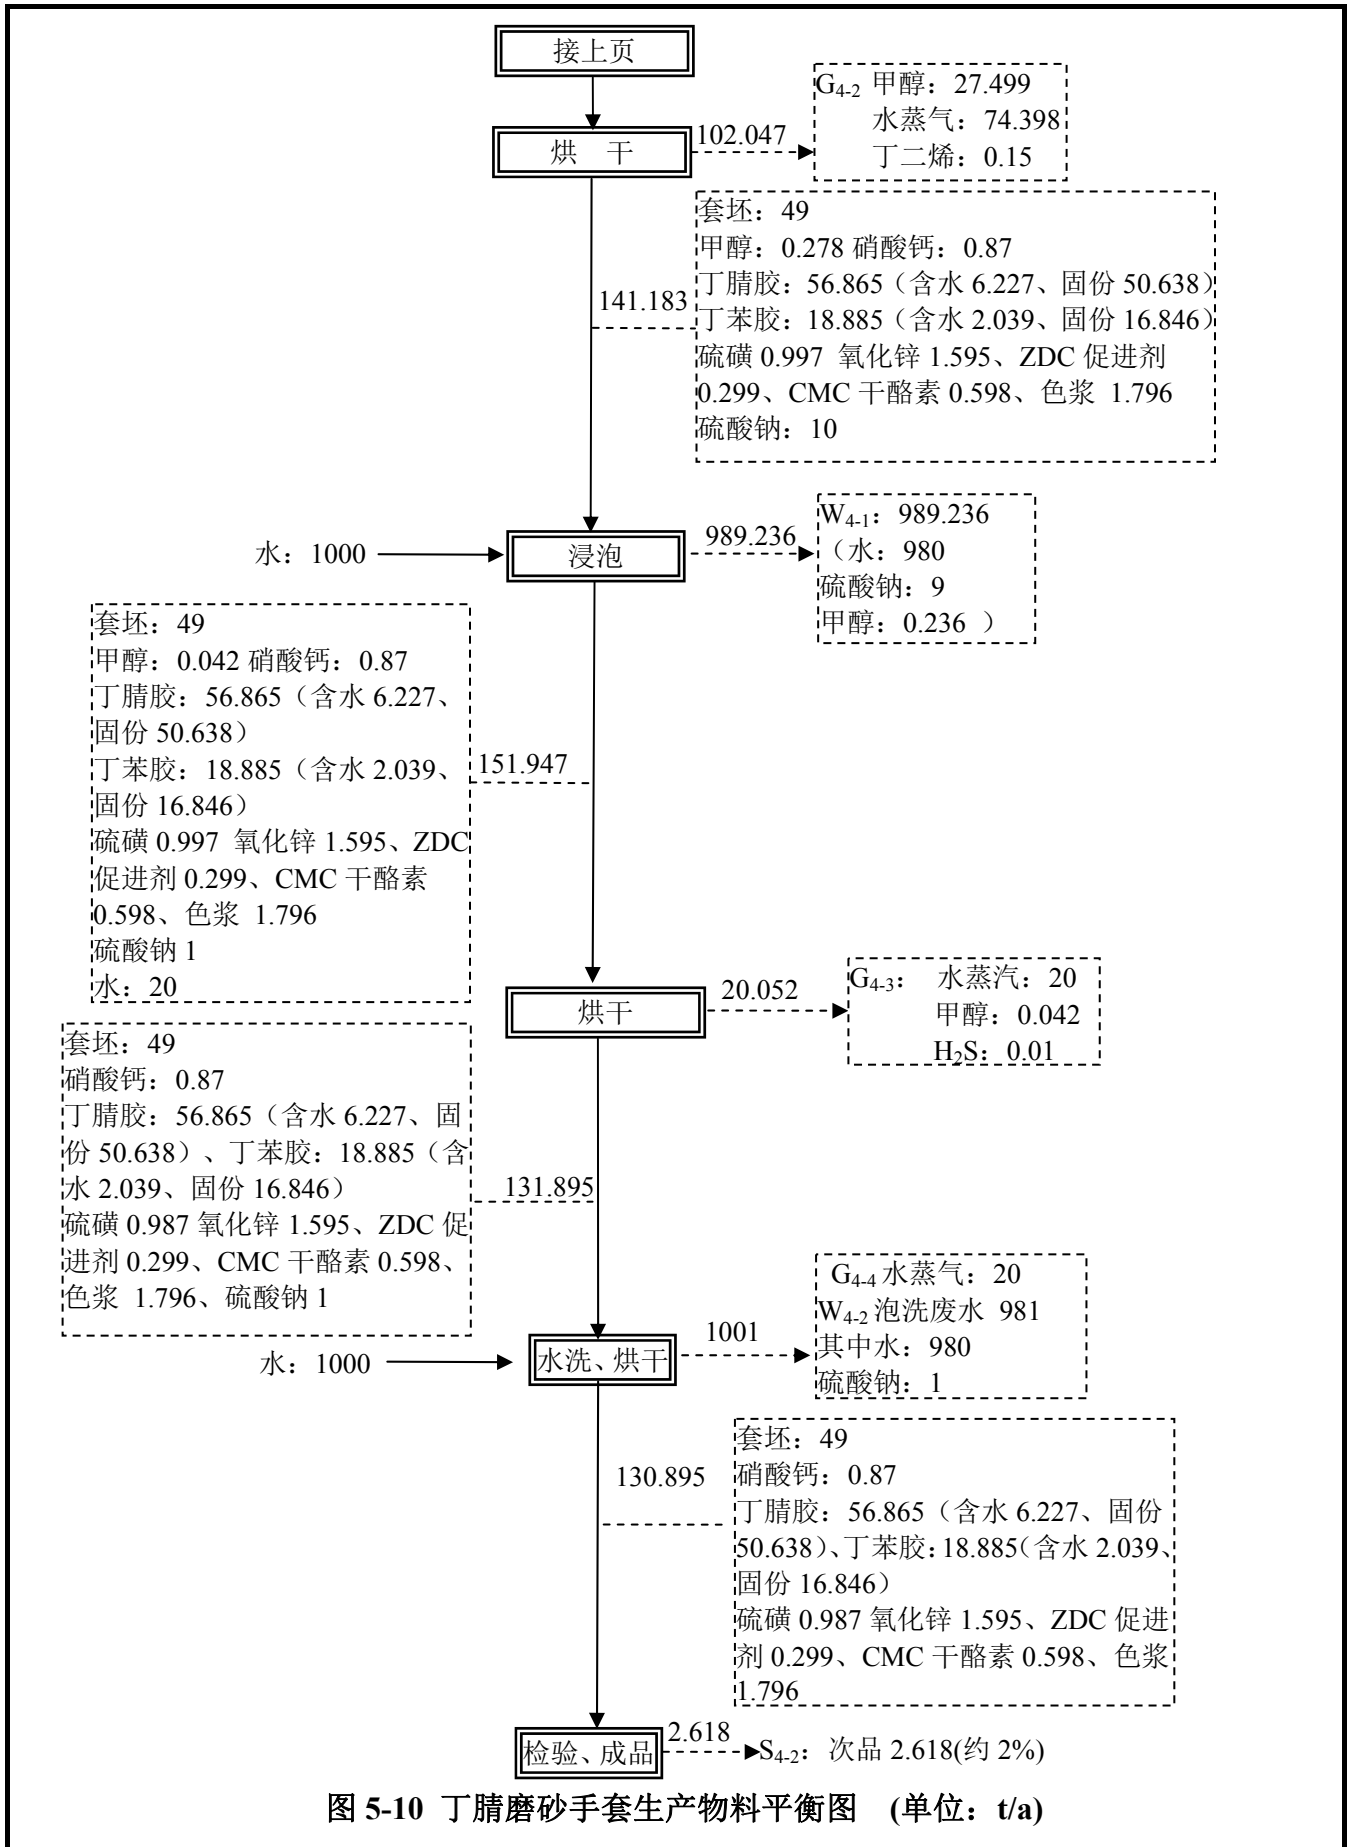 接上页
烘 干
102.047
G4-2 甲醇：27.499
水蒸气：74.398
丁二烯：0.15
141.183
套坯：49
甲醇：0.278 硝酸钙：0.87
丁腈胶：56.865（含水 6.227、固份 50.638）
丁苯胶：18.885（含水 2.039、固份 16.846）
硫磺 0.997 氧化锌 1.595、ZDC 促进剂
0.299、CMC 干酪素 0.598、色浆 1.796
硫酸钠：10
水：1000
浸泡
989.236
W4-1：989.236
（水：980
硫酸钠：9
甲醇：0.236 ）
套坯：49
甲醇：0.042 硝酸钙：0.87
丁腈胶：56.865（含水 6.227、
固份 50.638）
丁苯胶：18.885（含水 2.039、
固份 16.846）
硫磺 0.997 氧化锌 1.595、ZDC
促进剂 0.299、CMC 干酪素
0.598、色浆 1.796
硫酸钠 1
水：20
151.947
烘干
20.052
G4-3： 水蒸汽：20
甲醇：0.042
H2S：0.01
套坯：49
硝酸钙：0.87
丁腈胶：56.865（含水 6.227、固
份 50.638）、丁苯胶：18.885（含
水 2.039、固份 16.846）
硫磺 0.987 氧化锌 1.595、ZDC 促
进剂 0.299、CMC 干酪素 0.598、
色浆 1.796、硫酸钠 1
131.895
水：1000
水洗、烘干
1001
G4-4 水蒸气：20
W4-2 泡洗废水 981
其中水：980
硫酸钠：1
130.895
套坯：49
硝酸钙：0.87
丁腈胶：56.865（含水 6.227、固份
50.638）、丁苯胶：18.885（含水 2.039、
固份 16.846）
硫磺 0.987 氧化锌 1.595、ZDC 促进
剂 0.299、CMC 干酪素 0.598、色浆
1.796
检验、成品
2.618
S4-2：次品 2.618(约 2%)
图 5-10 丁腈磨砂手套生产物料平衡图 (单位：t/a)